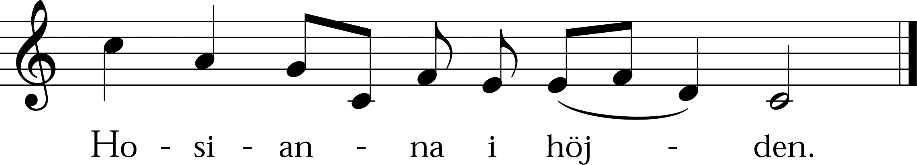 Ho - si - an - na i höj - den.